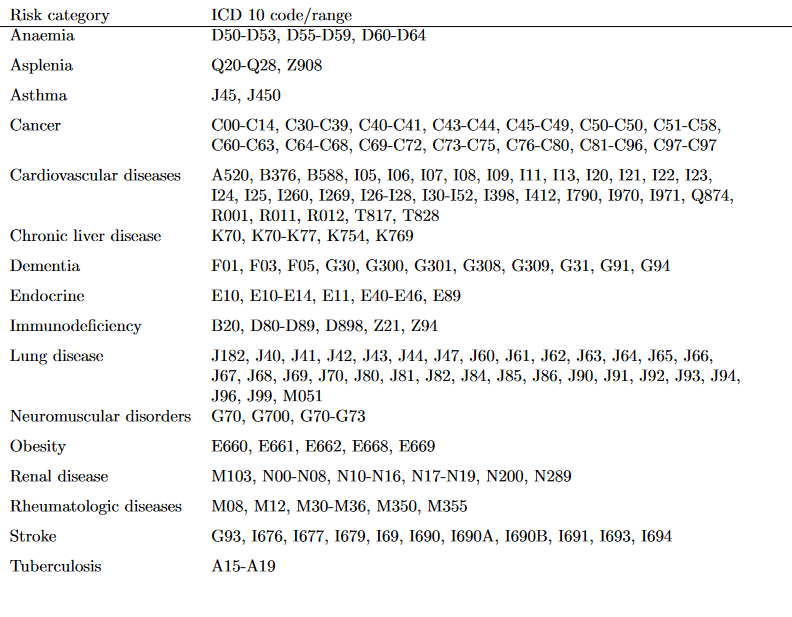 Risk category ICD 10 code/range
Anaemia D50-D53, D55-D59, D60-D64
Asplenia Q20-Q28, Z908
Asthma J45, J450
Cancer C00-C14, C30-C39, C40-C41, C43-C44, C45-C49, C50-C50, C51-C58,
C60-C63, C64-C68, C69-C72, C73-C75, C76-C80, C81-C96, C97-C97
Cardiovascular diseases A520, B376, B588, I05, I06, I07, I08, I09, I11, I13, I20, I21, I22, I23,
I24, I25, I260, I269, I26-I28, I30-I52, I398, I412, I790, I970, I971, Q874,
R001, R011, R012, T817, T828
Chronic liver disease K70, K70-K77, K754, K769
Dementia F01, F03, F05, G30, G300, G301, G308, G309, G31, G91, G94
Endocrine E10, E10-E14, E11, E40-E46, E89
Immunodeficiency B20, D80-D89, D898, Z21, Z94
Lung disease J182, J40, J41, J42, J43, J44, J47, J60, J61, J62, J63, J64, J65, J66,
J67, J68, J69, J70, J80, J81, J82, J84, J85, J86, J90, J91, J92, J93, J94,
J96, J99, M051
Neuromuscular disorders G70, G700, G70-G73
Obesity E660, E661, E662, E668, E669
Renal disease M103, N00-N08, N10-N16, N17-N19, N200, N289
Rheumatologic diseases M08, M12, M30-M36, M350, M355
Stroke G93, I676, I677, I679, I69, I690, I690A, I690B, I691, I693, I694
Tuberculosis A15-A19